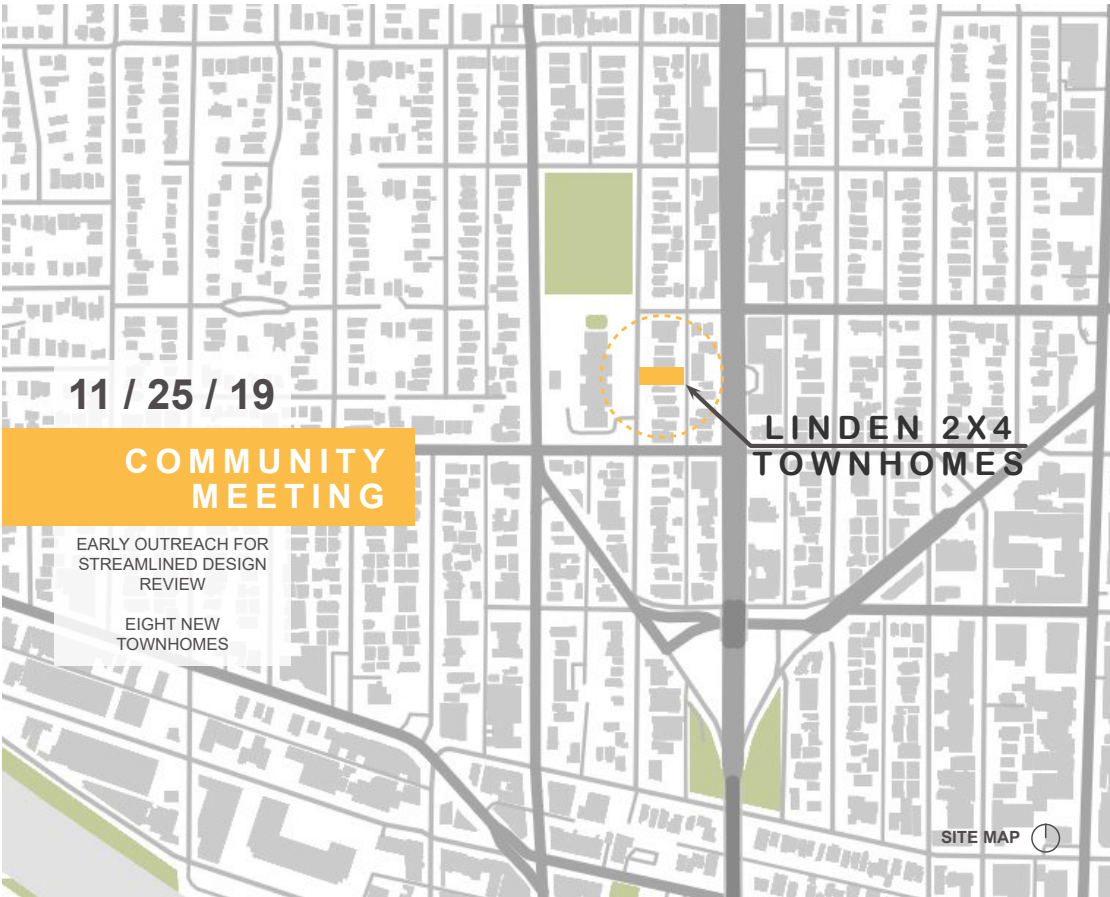 11 / 25 / 19
COMMUNITY
MEETING
EARLY OUTREACH FOR
STREAMLINED DESIGN
REVIEW
EIGHT NEW
TOWNHOMES
LINDEN 2X4
TOWNHOMES
SITE MAP